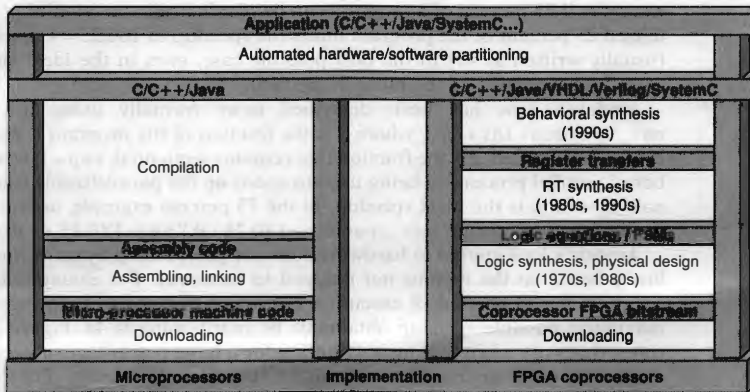 Application (C/C++/Java/SystemC...)
Automated hardware/software partitioning
C/C++/Java
C/C++/Java/VHDL/Verilog/SystemC
Compilation
Behavioral synthesis
(1990s)
Register transfers
RT synthesis
(1980s, 1990s)
Assembly code
Logic equations / FSMs
Assembling, linking
Logic synthesis, physical design
(1970s, 1980s)
Micro-processor machine code
Coprocessor FPGA bitstream
Downloading
Downloading
Microprocessors
Implementation
FPGA coprocessors